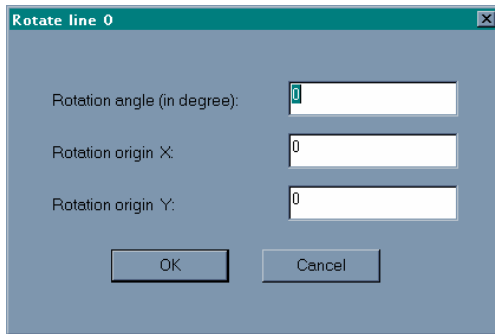 Rotate line 0
Rotation angle (in degree): 0
Rotation origin X: 0
Rotation origin Y: 0
OK Cancel